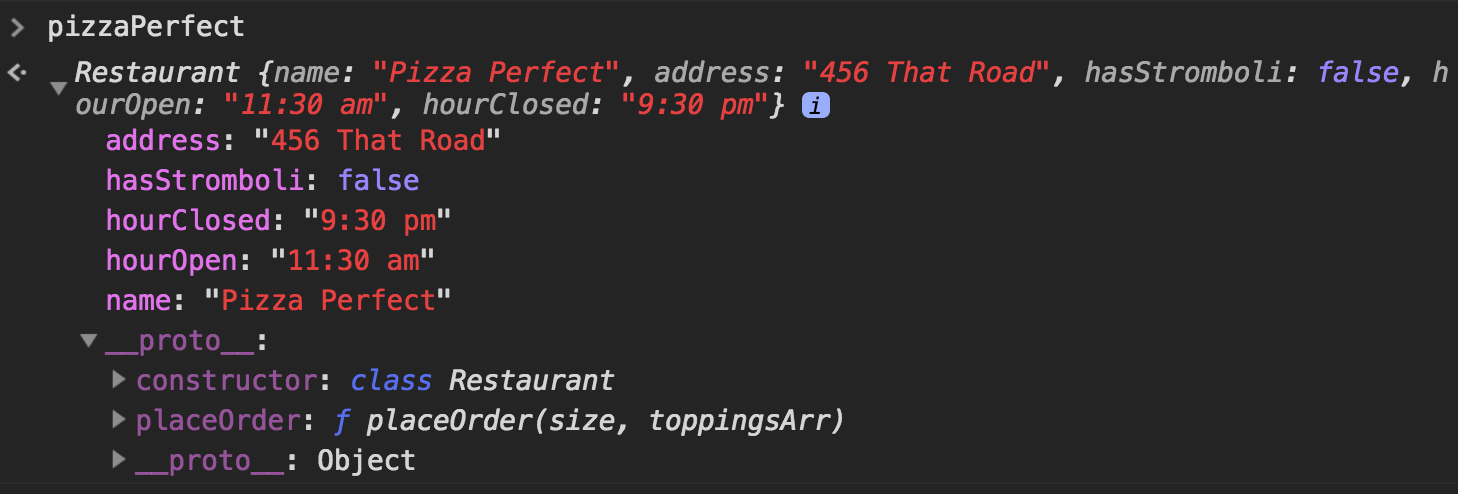 pizzaPerfect
Restaurant {name: "Pizza Perfect", address: "456 That Road", hasStromboli: false, h
ourOpen: "11:30 am", hourClosed: "9:30 pm"} i
address: "456 That Road"
hasStromboli: false
hourClosed: "9:30 pm"
hourOpen: "11:30 am"
name: "Pizza Perfect"
__proto__:
constructor: class Restaurant
placeOrder: ƒ placeOrder(size, toppingsArr)
__proto__: Object